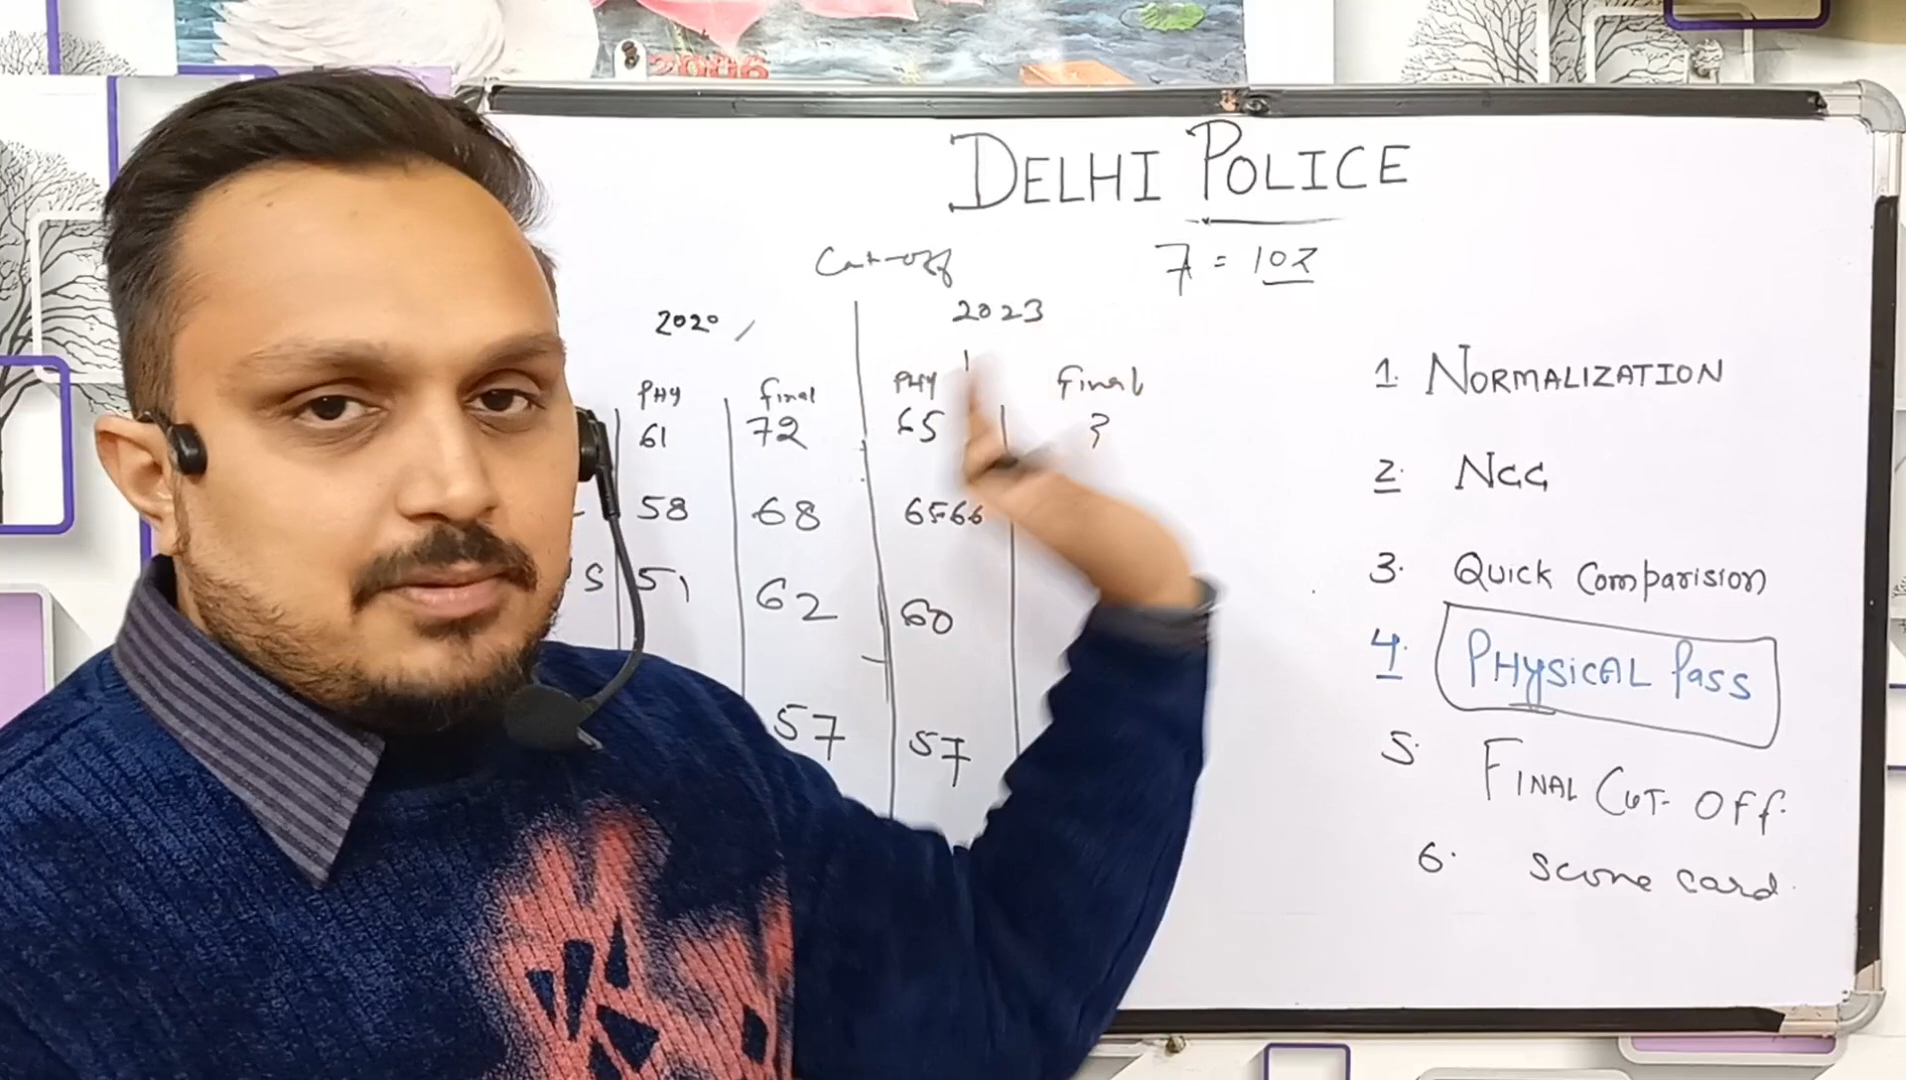 DELHI POLICE
Cut-off
7 = 102
2020
2023
PHY
Final
PHY
Final
61
72
65
?
58
68
65-66
S
51
62
60
57
57
1. NORMALIZATION
2. NCC
3. QUICK Comparision
4. PHYSICAL Pass
5. FINAL CUT- OFF.
6. Score card.